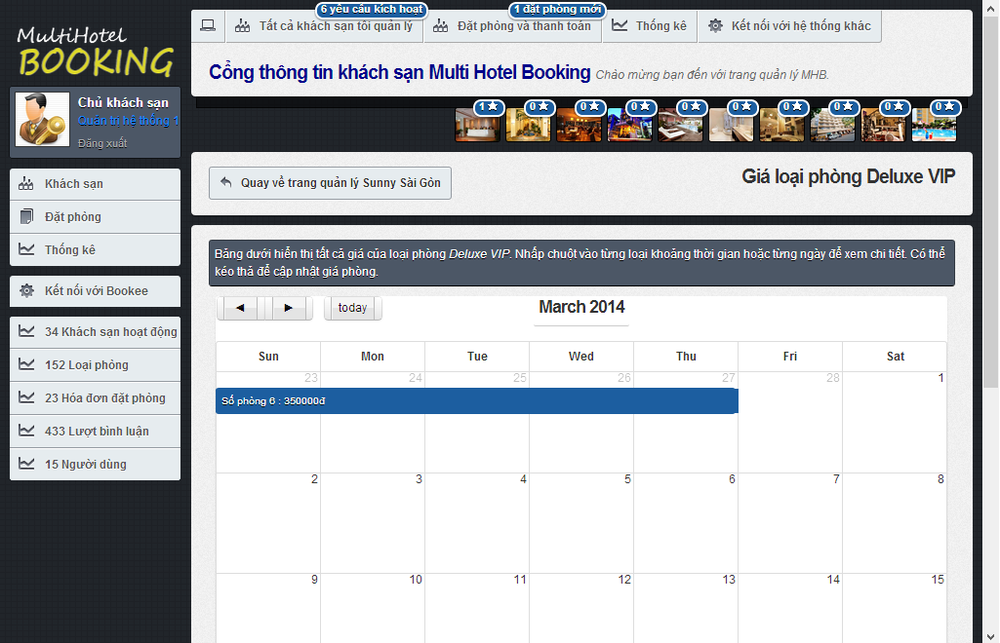 MultiHotel
BOOKING
Chủ khách sạn
Quản trị hệ thống 1
Đăng xuất
Khách sạn
Đặt phòng
Thống kê
Kết nối với Bookee
34 Khách sạn hoạt động
152 Loại phòng
23 Hóa đơn đặt phòng
433 Lượt bình luận
15 Người dùng
6 yêu cầu kích hoạt
1 đặt phòng mới
Tất cả khách sạn tôi quản lý
Đặt phòng và thanh toán
Thống kê
Kết nối với hệ thống khác
Cổng thông tin khách sạn Multi Hotel Booking Chào mừng bạn đến với trang quản lý MHB.
1★ 0★ 0★ 0★ 0★ 0★ 0★ 0★ 0★ 0★
Quay về trang quản lý Sunny Sài Gòn
Giá loại phòng Deluxe VIP
Bảng dưới hiển thị tất cả giá của loại phòng Deluxe VIP. Nhấp chuột vào từng loại khoảng thời gian hoặc từng ngày để xem chi tiết. Có thể
kéo thả để cập nhật giá phòng.
◄ ► today
March 2014
Sun Mon Tue Wed Thu Fri Sat
23 24 25 26 27 28 1
Số phòng 6 : 350000đ
2 3 4 5 6 7 8
9 10 11 12 13 14 15